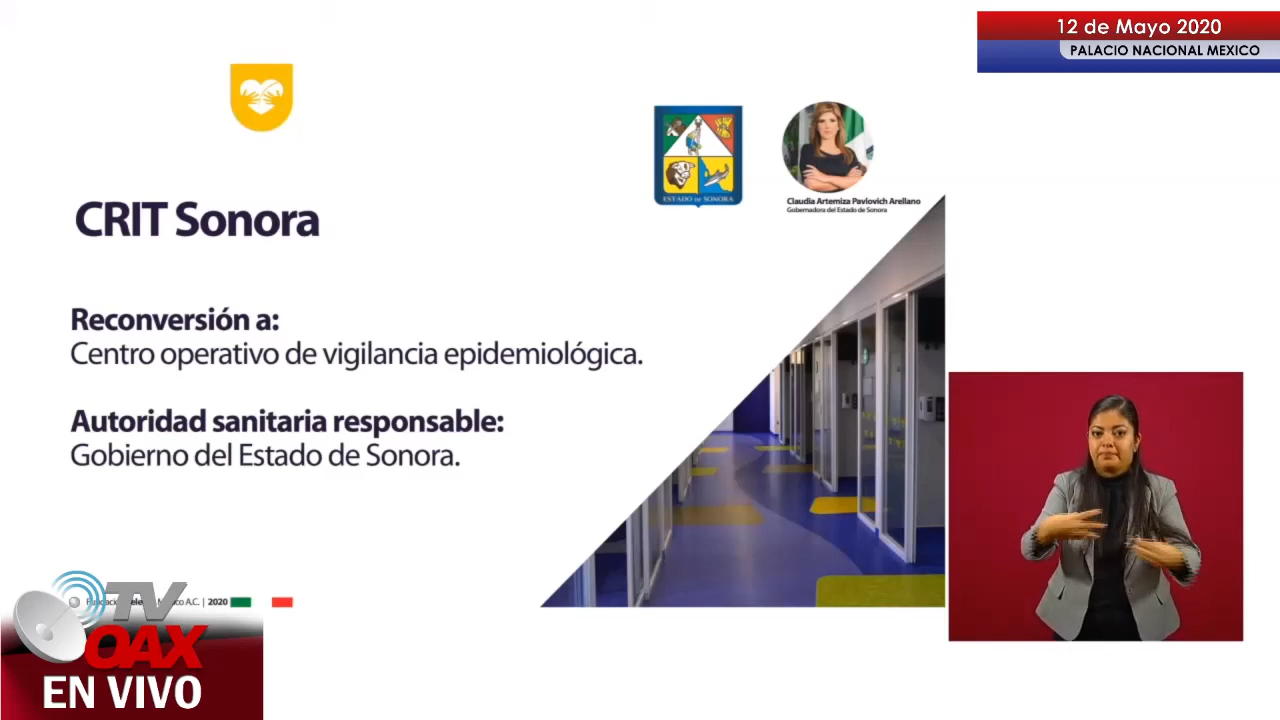 12 de Mayo 2020
PALACIO NACIONAL MEXICO
ESTADO DE SONORA
Claudia Artemiza Pavlovich Arellano
Gobernadora del Estado de Sonora
CRIT Sonora
Reconversión a:
Centro operativo de vigilancia epidemiológica.
Autoridad sanitaria responsable:
Gobierno del Estado de Sonora.
A.C. | 2020
TV
OAX
EN VIVO